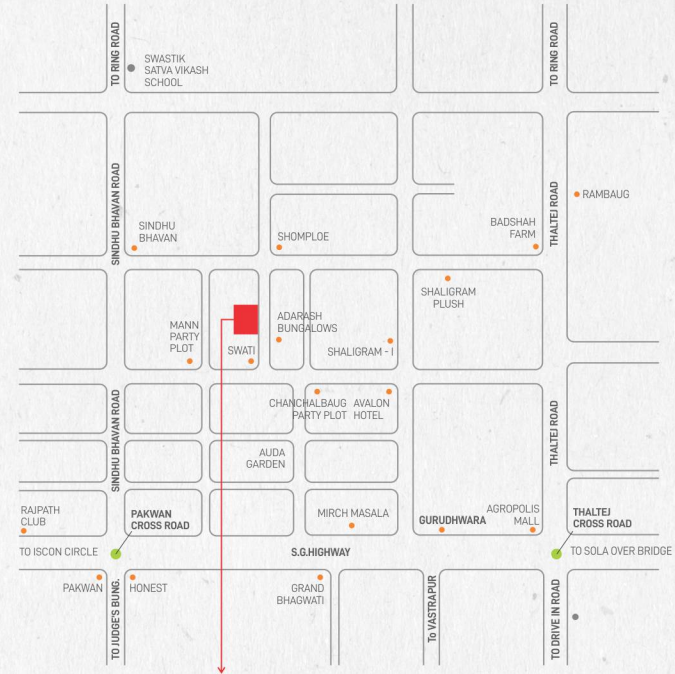 TO RING ROAD
TO RING ROAD
SWASTIK
SATVA VIKASH
SCHOOL
SINDHU BHAVAN ROAD
THALTEJ ROAD
RAMBAUG
SINDHU
BHAVAN
SHOMPLOE
BADSHAH
FARM
SHALIGRAM
PLUSH
MANN
PARTY
PLOT
SWATI
ADARASH
BUNGALOWS
SHALIGRAM - I
SINDHU BHAVAN ROAD
THALTEJ ROAD
CHANCHALBAUG
PARTY PLOT
AVALON
HOTEL
AUDA
GARDEN
RAJPATH
CLUB
PAKWAN
CROSS ROAD
MIRCH MASALA
GURUDHWARA
AGROPOLIS
MALL
THALTEJ
CROSS ROAD
TO ISCON CIRCLE
S.G.HIGHWAY
TO SOLA OVER BRIDGE
PAKWAN
HONEST
GRAND
BHAGWATI
TO JUDGE'S BUNG.
To VASTRAPUR
TO DRIVE IN ROAD